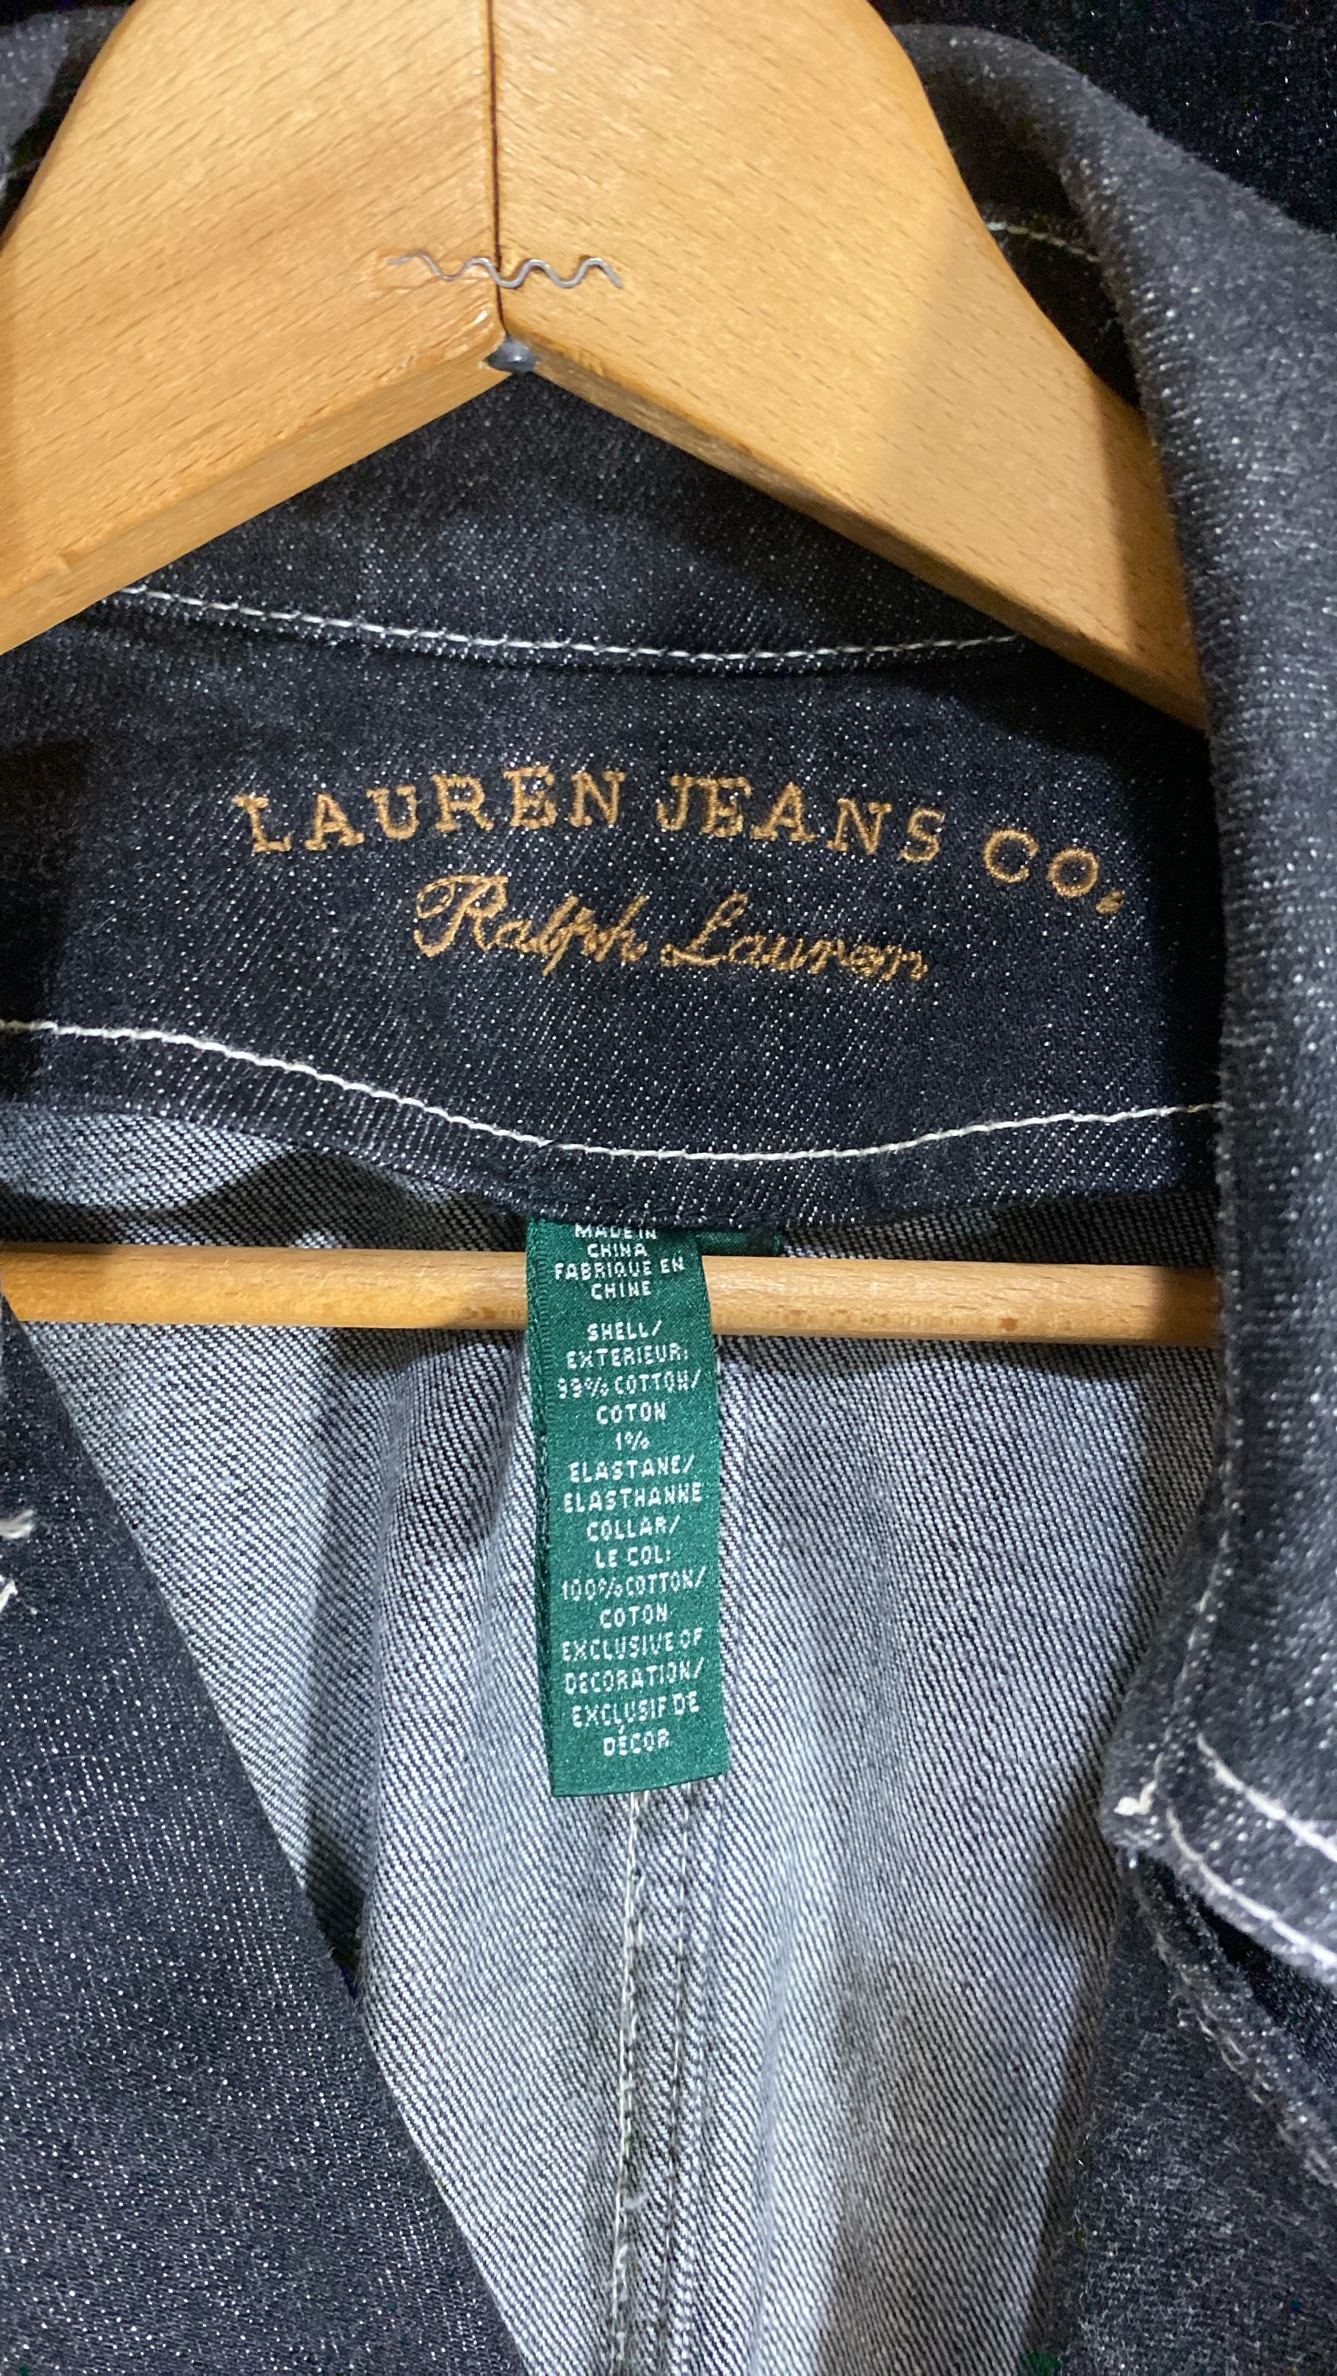 LAUREN JEANS CO.
Ralph Lauren
MADE IN
CHINA
FABRIQUE EN
CHINE
SHELL/
EXTERIEUR:
99% COTTON/
COTON
1%
ELASTANE/
ELASTHANNE
COLLAR/
LE COL:
100% COTTON/
COTON
EXCLUSIVE OF
DECORATION/
EXCLUSIF DE
DÉCOR